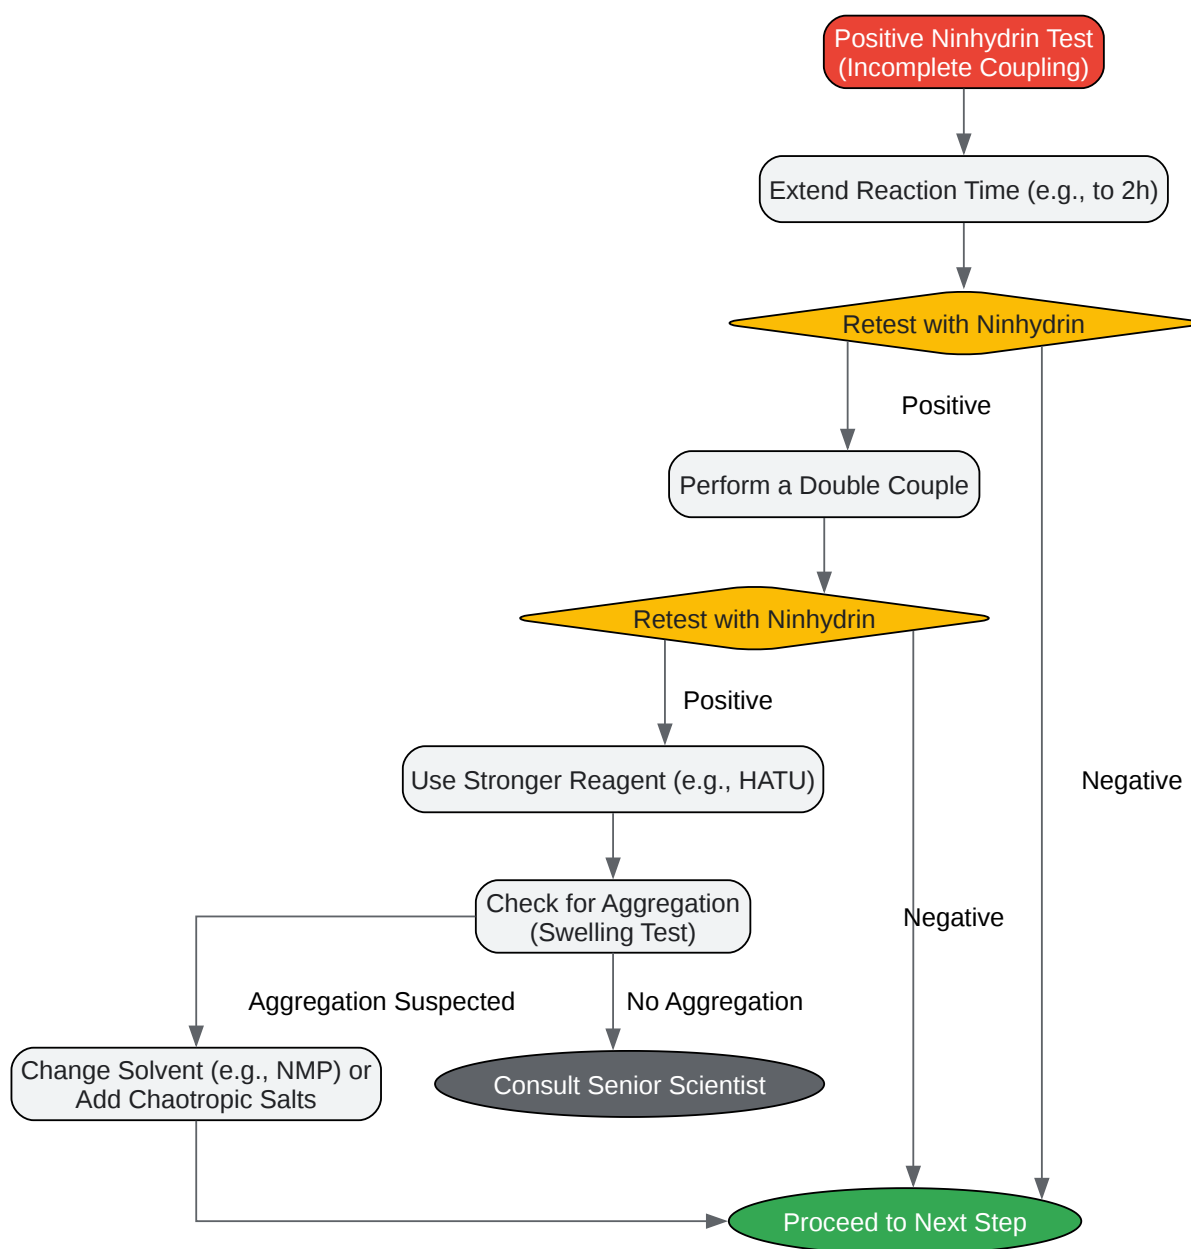 Positive Ninhydrin Test
(Incomplete Coupling)
Extend Reaction Time (e.g., to 2h)
Retest with Ninhydrin
Positive
Perform a Double Couple
Retest with Ninhydrin
Positive
Use Stronger Reagent (e.g., HATU)
Negative
Check for Aggregation
(Swelling Test)
Negative
Aggregation Suspected
No Aggregation
Change Solvent (e.g., NMP) or
Add Chaotropic Salts
Consult Senior Scientist
Proceed to Next Step